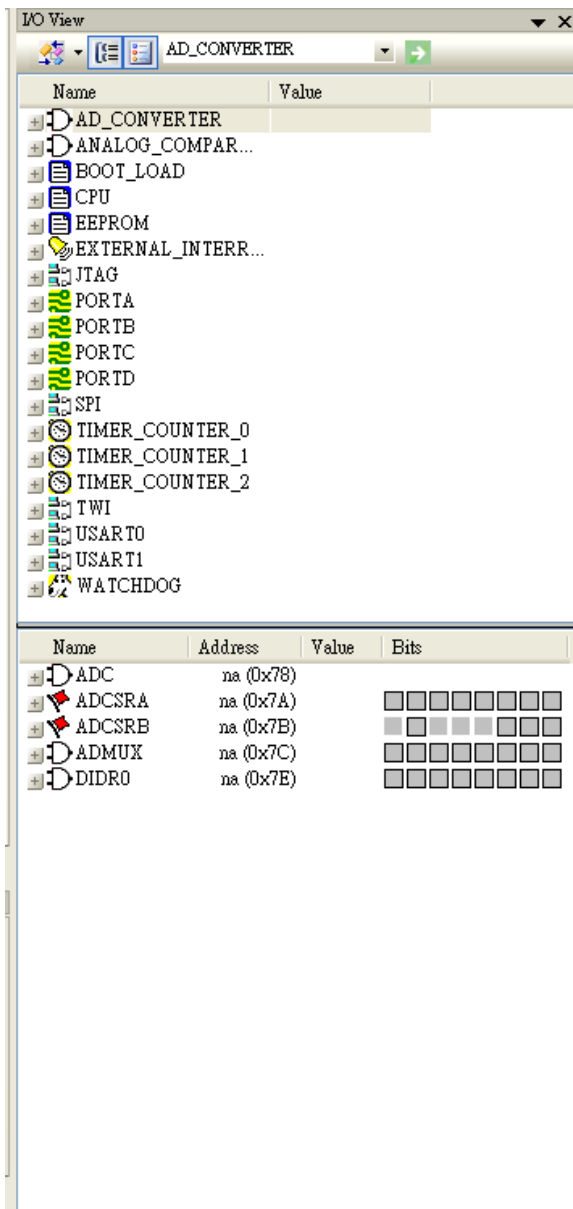 I/O View
AD_CONVERTER
Name Value
AD_CONVERTER
ANALOG_COMPAR...
BOOT_LOAD
CPU
EEPROM
EXTERNAL_INTERR...
JTAG
PORTA
PORTB
PORTC
PORTD
SPI
TIMER_COUNTER_0
TIMER_COUNTER_1
TIMER_COUNTER_2
TWI
USART0
USART1
WATCHDOG
Name Address Value Bits
ADC na (0x78)
ADCSRA na (0x7A)
ADCSRB na (0x7B)
ADMUX na (0x7C)
DIDR0 na (0x7E)